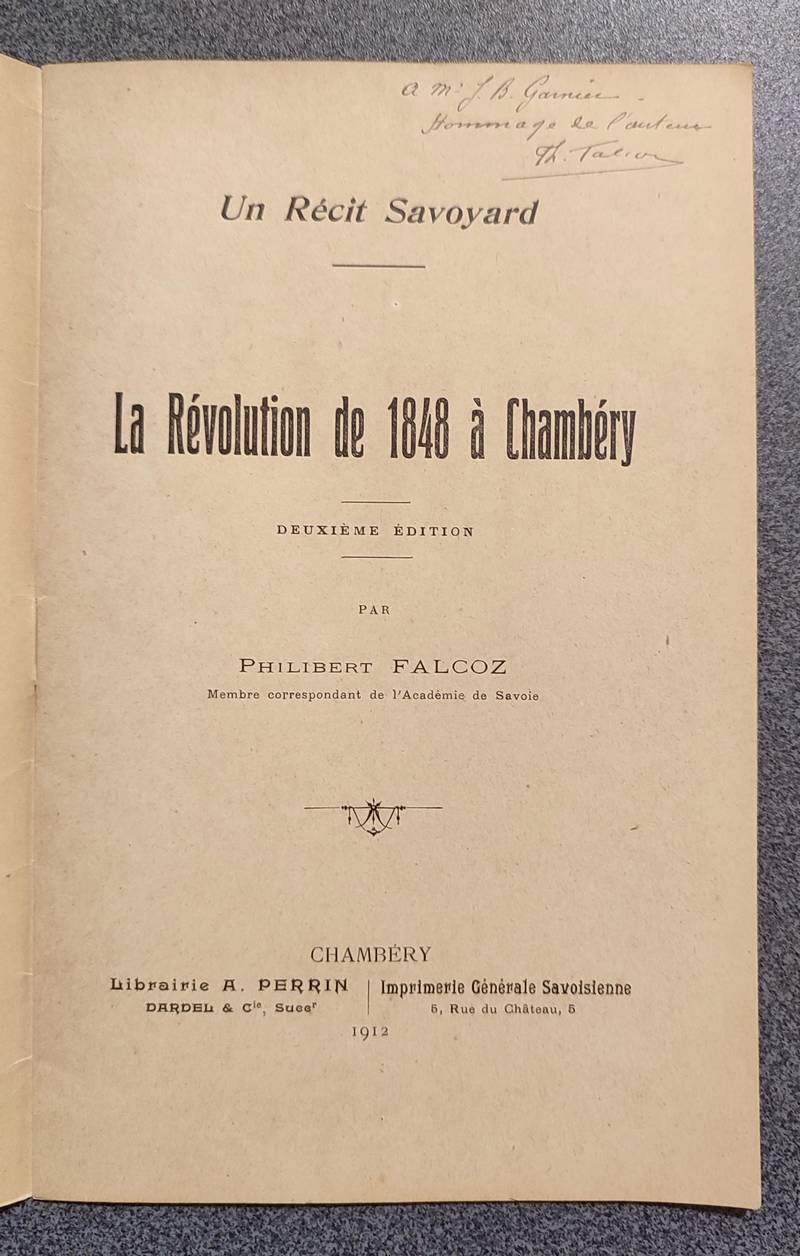 A Mr J. B. Garnier
Hommage de l'auteur
Ph. Falcoz
Un Récit Savoyard
La Révolution de 1848 à Chambéry
DEUXIÈME ÉDITION
PAR
PHILIBERT FALCOZ
Membre correspondant de l'Académie de Savoie
CHAMBÉRY
Librairie A. PERRIN
DARDEL & Cie, Succr
Imprimerie Générale Savoisienne
5, Rue du Château, 5
1912